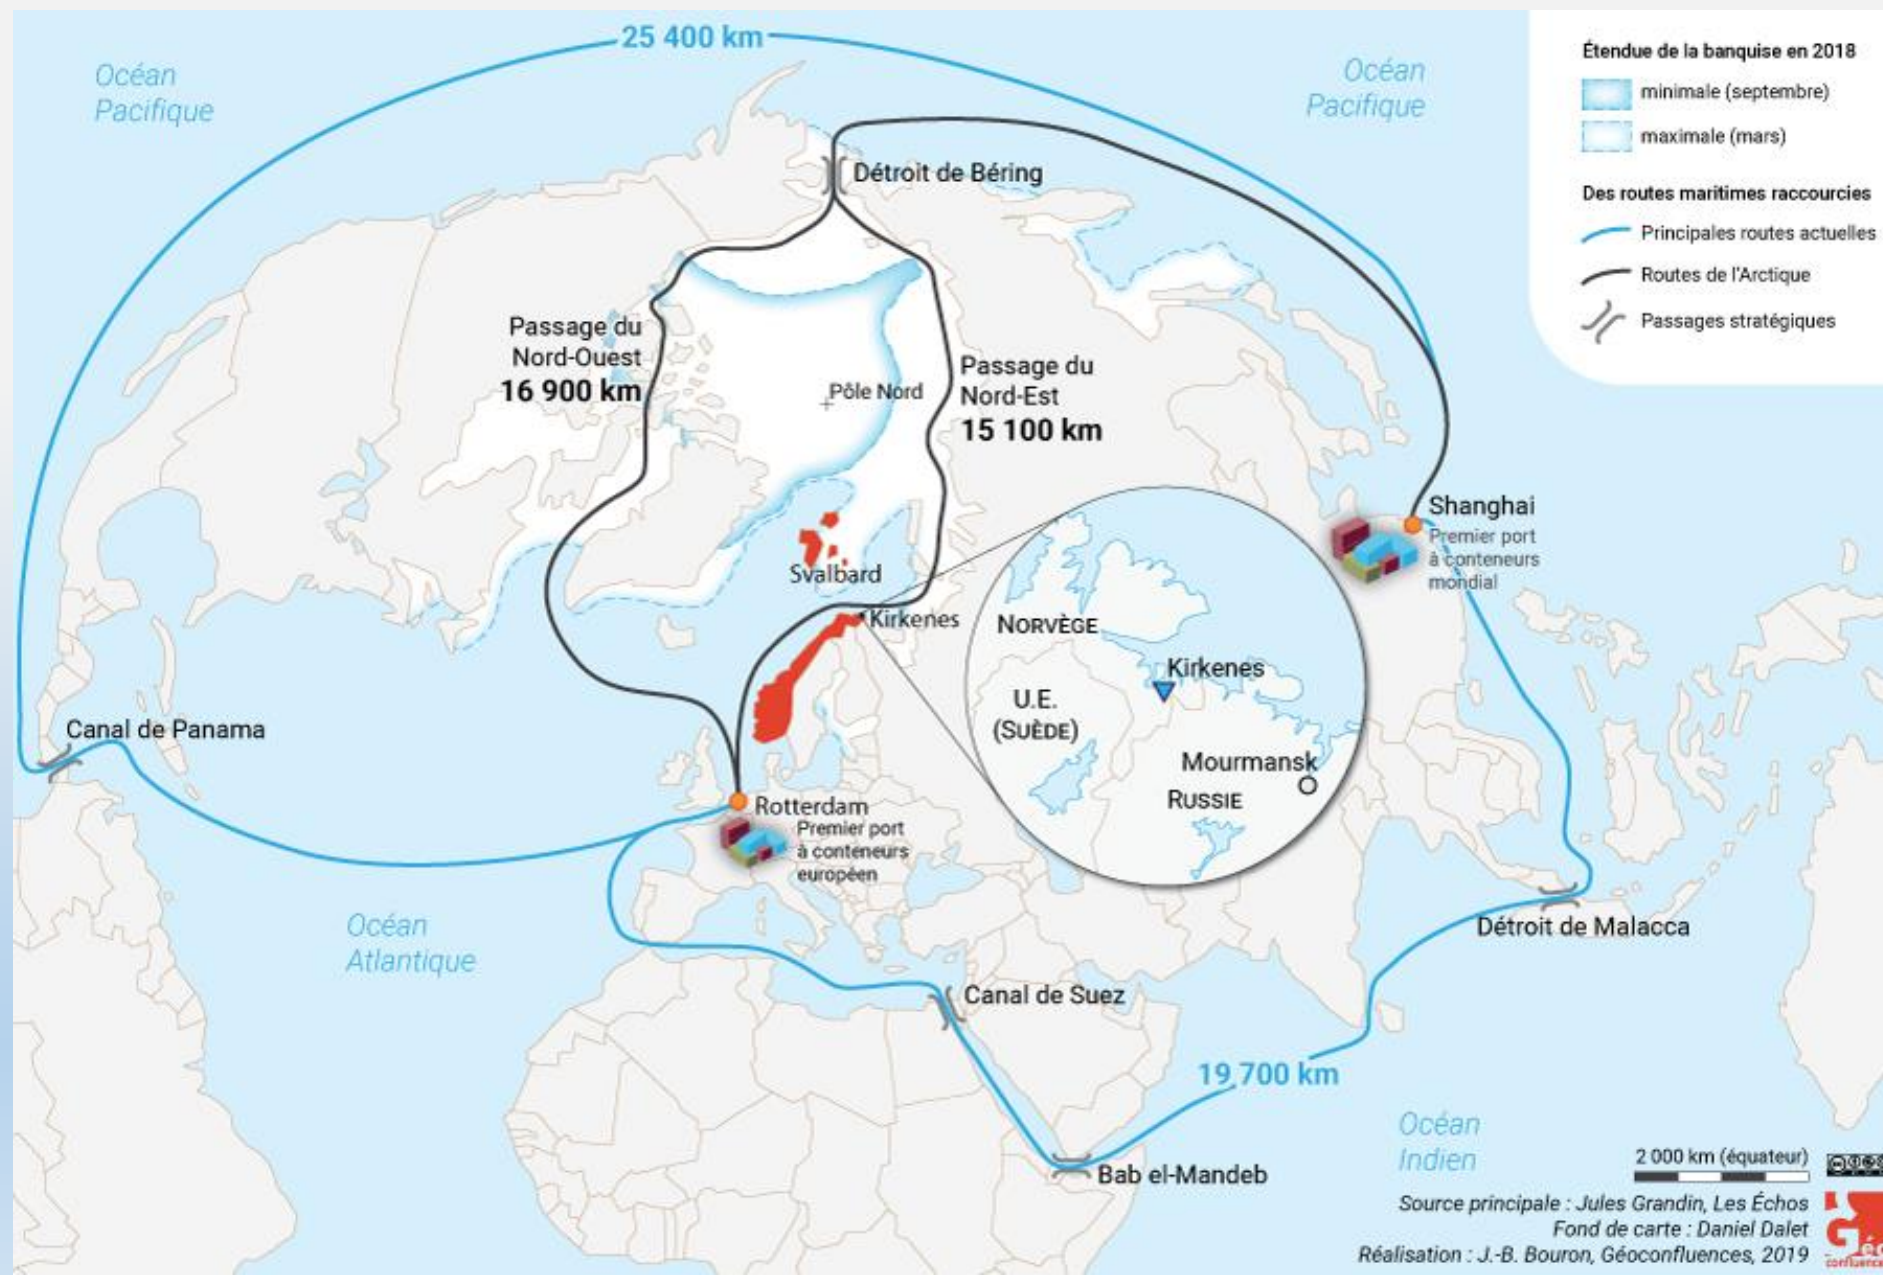 25 400 km
Océan
Pacifique
Océan
Pacifique
Étendue de la banquise en 2018
minimale (septembre)
maximale (mars)
Des routes maritimes raccourcies
Principales routes actuelles
Routes de l'Arctique
Passages stratégiques
Détroit de Béring
Passage du
Nord-Ouest
16 900 km
Pôle Nord
Passage du
Nord-Est
15 100 km
Shanghai
Premier port
à conteneurs
mondial
Svalbard
Kirkenes
NORVÈGE
Kirkenes
U.E.
(SUÈDE)
Mourmansk
RUSSIE
Canal de Panama
Rotterdam
Premier port
à conteneurs
européen
Océan
Atlantique
Détroit de Malacca
Canal de Suez
19 700 km
Bab el-Mandeb
Océan
Indien
2 000 km (équateur)
Source principale : Jules Grandin, Les Échos
Fond de carte : Daniel Dalet
Réalisation : J.-B. Bouron, Géoconfluences, 2019